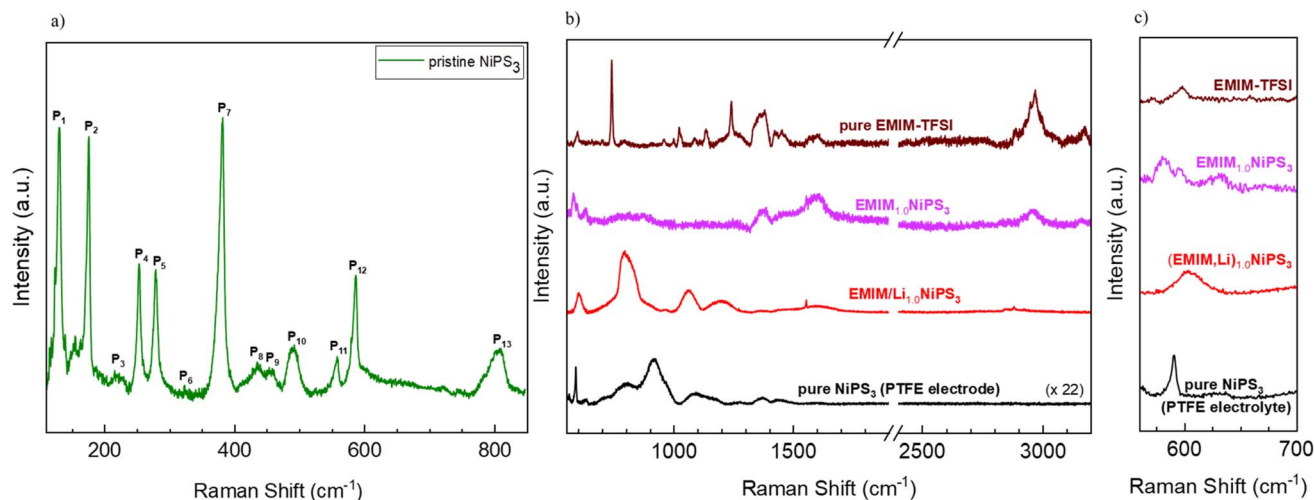 a)
pristine NiPS3
P1
P2
P3
P4
P5
P6
P7
P8
P9
P10
P11
P12
P13
Intensity (a.u.)
200
400
600
800
Raman Shift (cm-1)
b)
pure EMIM-TFSI
EMIM1.0NiPS3
EMIM/Li1.0NiPS3
pure NiPS3 (PTFE electrode)
(x 22)
Intensity (a.u.)
1000
1500
2500
3000
Raman Shift (cm-1)
c)
EMIM-TFSI
EMIM1.0NiPS3
(EMIM,Li)1.0NiPS3
pure NiPS3
(PTFE electrolyte)
Intensity (a.u.)
600
700
Raman Shift (cm-1)